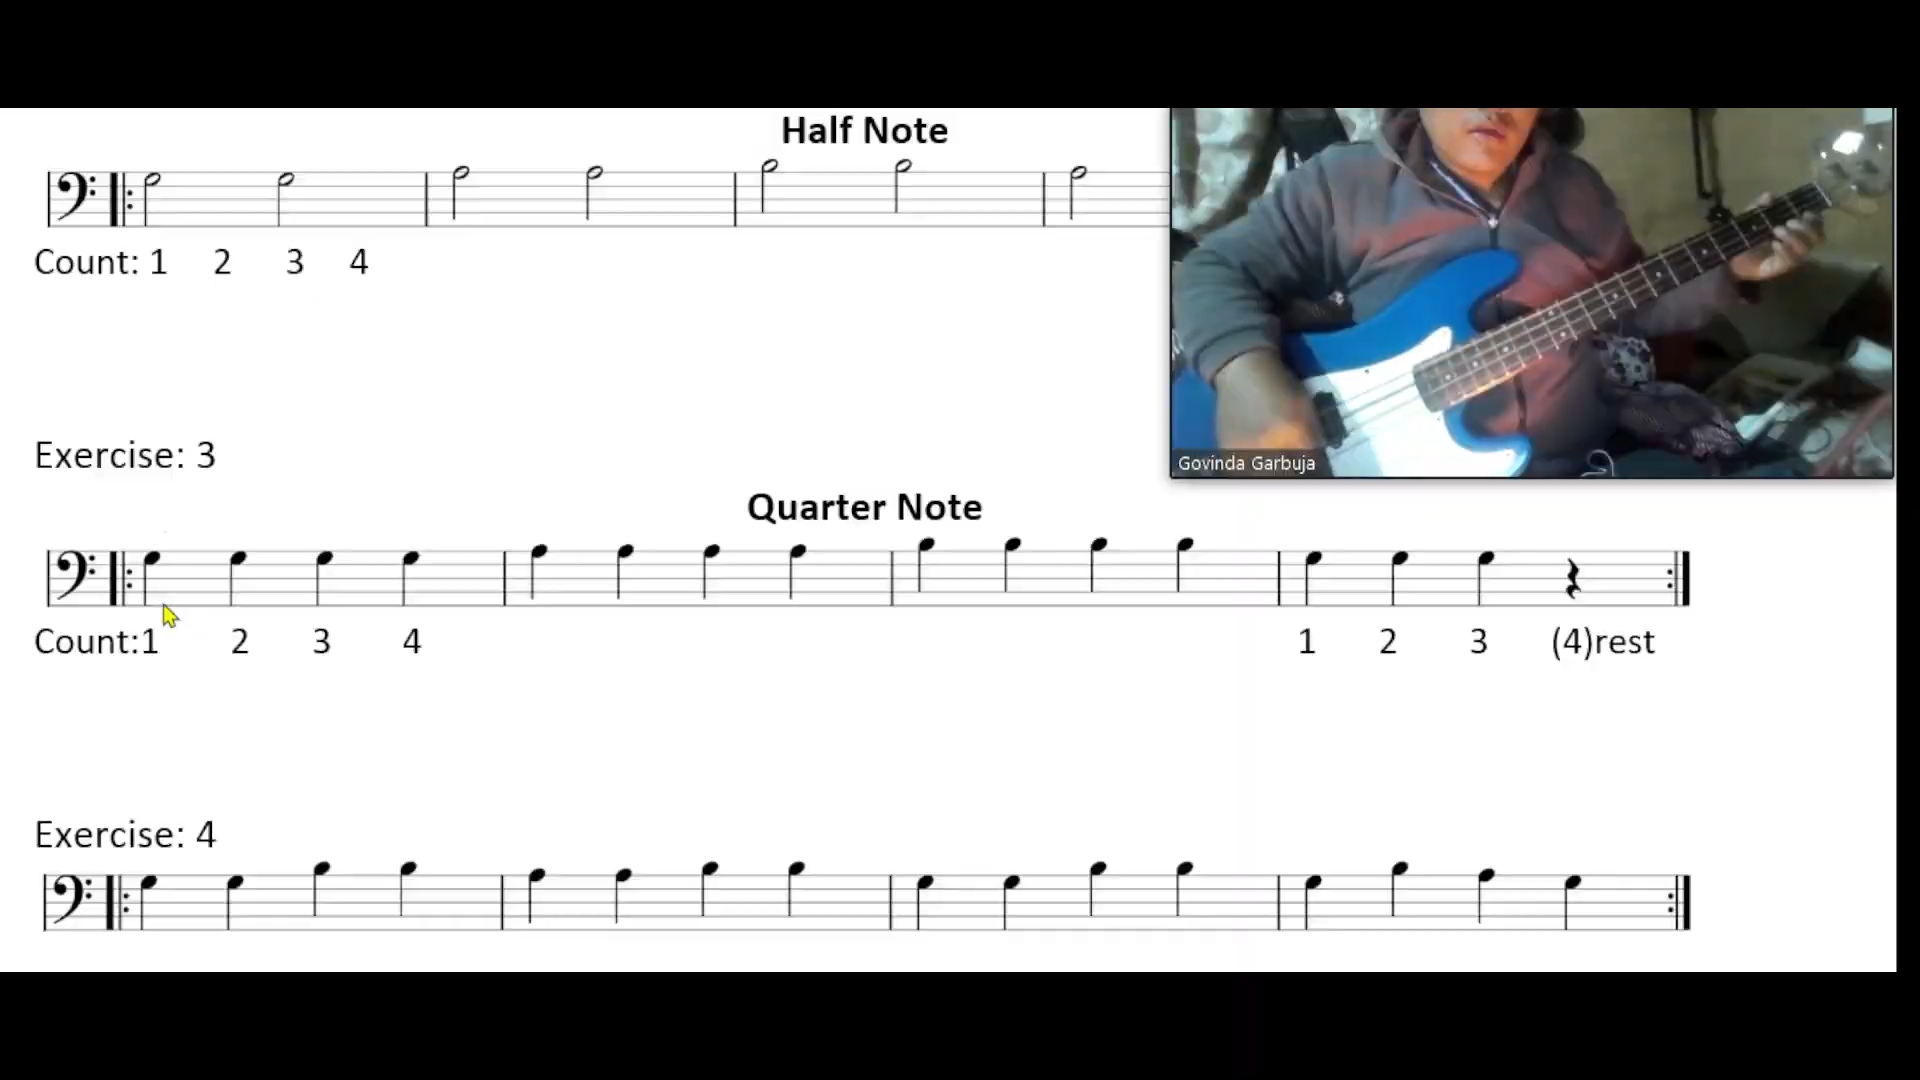 Half Note
Count: 1 2 3 4
Govinda Garbuja
Exercise: 3
Quarter Note
Count:1 2 3 4 1 2 3 (4)rest
Exercise: 4